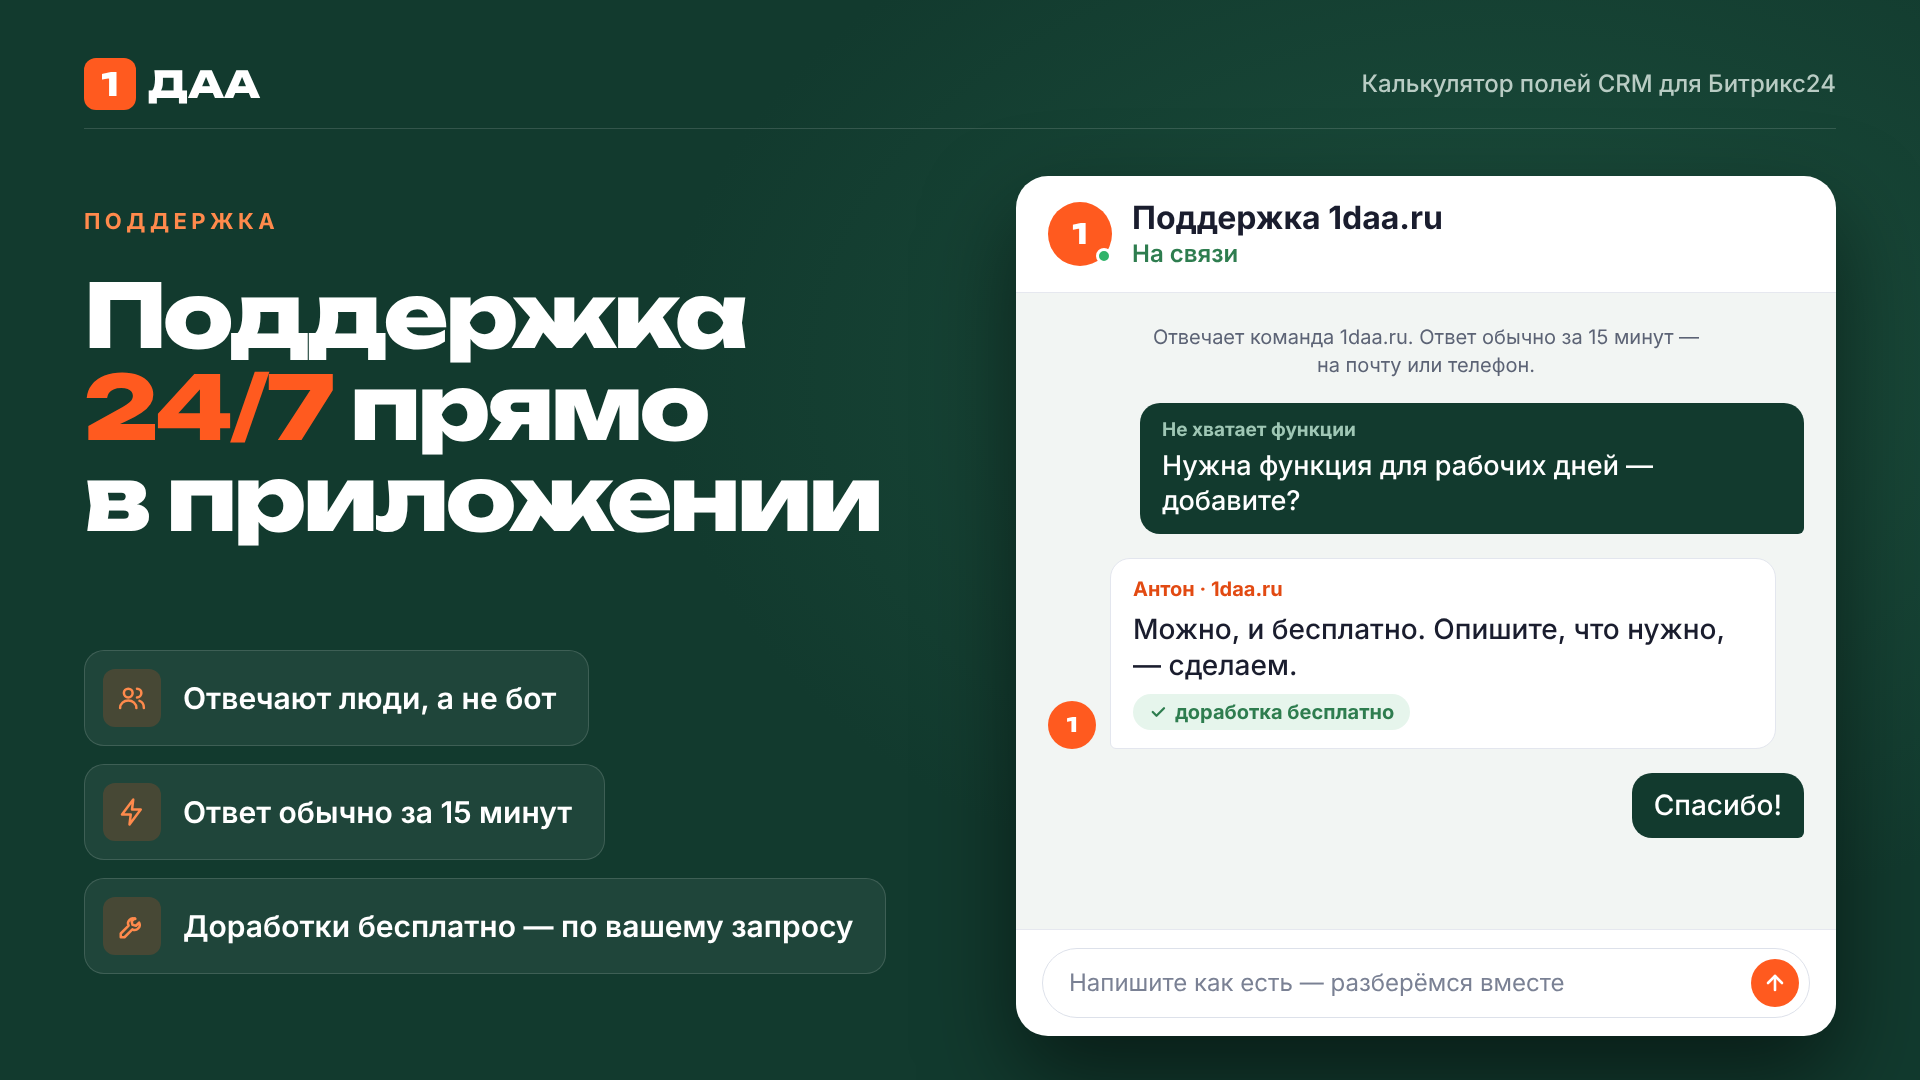 1 ДАА
Калькулятор полей CRM для Битрикс24
ПОДДЕРЖКА
Поддержка
24/7 прямо
в приложении
Отвечают люди, а не бот
Ответ обычно за 15 минут
Доработки бесплатно — по вашему запросу
1
Поддержка 1daa.ru
На связи
Отвечает команда 1daa.ru. Ответ обычно за 15 минут —
на почту или телефон.
Не хватает функции
Нужна функция для рабочих дней —
добавите?
Антон · 1daa.ru
Можно, и бесплатно. Опишите, что нужно,
— сделаем.
✓ доработка бесплатно
1
Спасибо!
Напишите как есть — разберёмся вместе